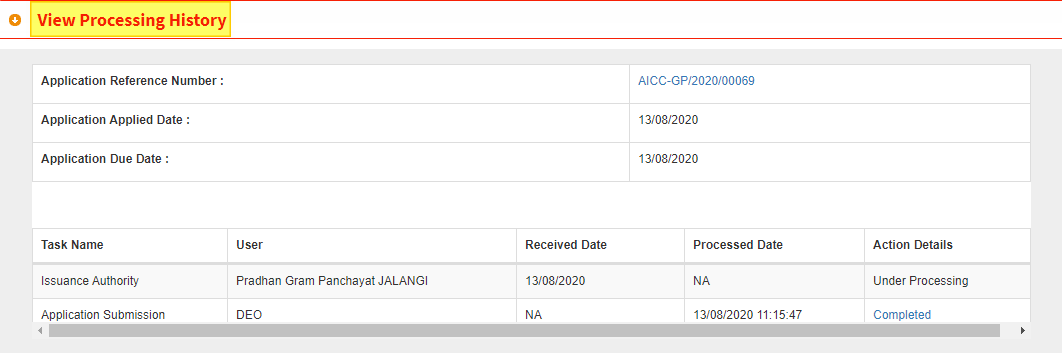 View Processing History
Application Reference Number : AICC-GP/2020/00069
Application Applied Date : 13/08/2020
Application Due Date : 13/08/2020
Task Name User Received Date Processed Date Action Details
Issuance Authority Pradhan Gram Panchayat JALANGI 13/08/2020 NA Under Processing
Application Submission DEO NA 13/08/2020 11:15:47 Completed